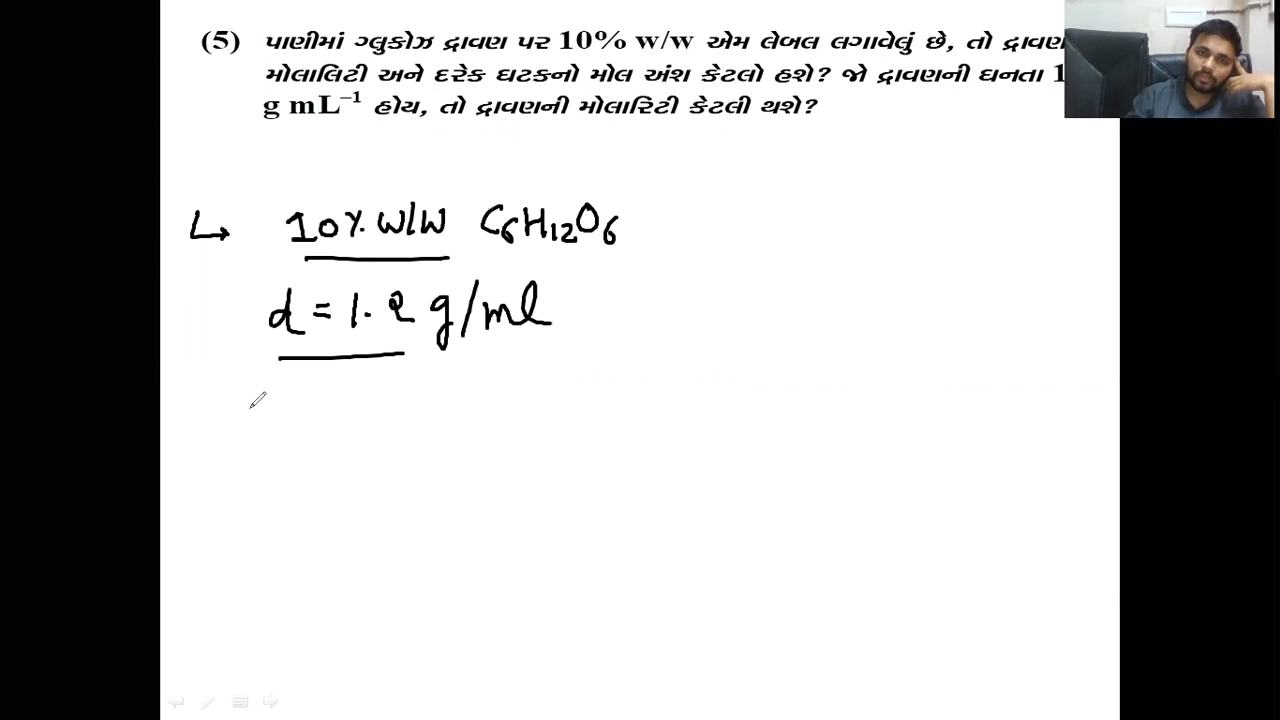 (5) પાણીમાં ગ્લુકોઝ દ્રાવણ પર 10% w/w એમ લેબલ લગાવેલું છે, તો દ્રાવણ
મોલાલિટી અને દરેક ઘટકનો મોલ અંશ કેટલો હશે? જો દ્રાવણની ઘનતા 1
g mL⁻¹ હોય, તો દ્રાવણની મોલારિટી કેટલી થશે?
↳ 10% W/W C6H12O6
d = 1.2 g/ml